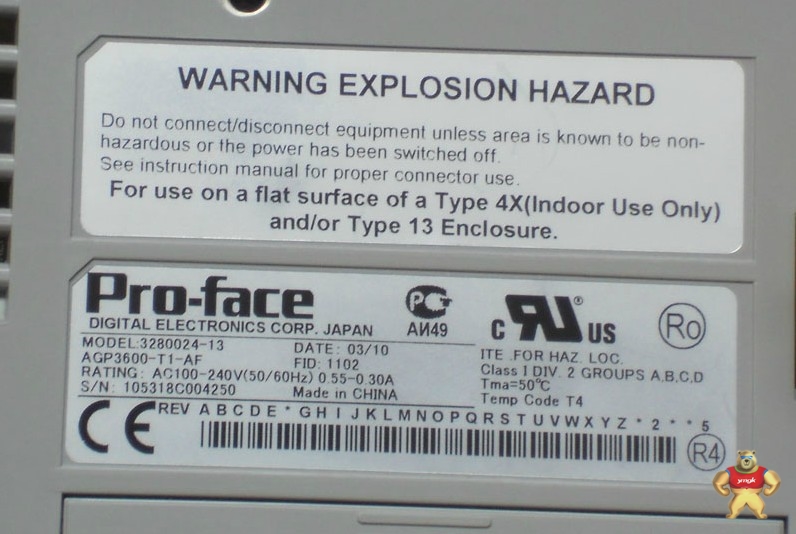 WARNING EXPLOSION HAZARD
Do not connect/disconnect equipment unless area is known to be non-
hazardous or the power has been switched off.
See instruction manual for proper connector use.
For use on a flat surface of a Type 4X(Indoor Use Only)
and/or Type 13 Enclosure.
Pro-face
DIGITAL ELECTRONICS CORP. JAPAN
MODEL:3280024-13
AGP3600-T1-AF
DATE: 03/10
FID: 1102
RATING: AC100-240V(50/60Hz) 0.55-0.30A
S/N: 105318C004250
Made in CHINA
РСТ
АИ49
c RU US ®
Ro
ITE .FOR HAZ. LOC.
Class I DIV. 2 GROUPS A,B,C,D
Tma=50℃
Temp Code T4
CE
REV A B C D E * G H I J K L M N O P Q R S T U V W X Y Z * 2 * * 5
R4
ymgk